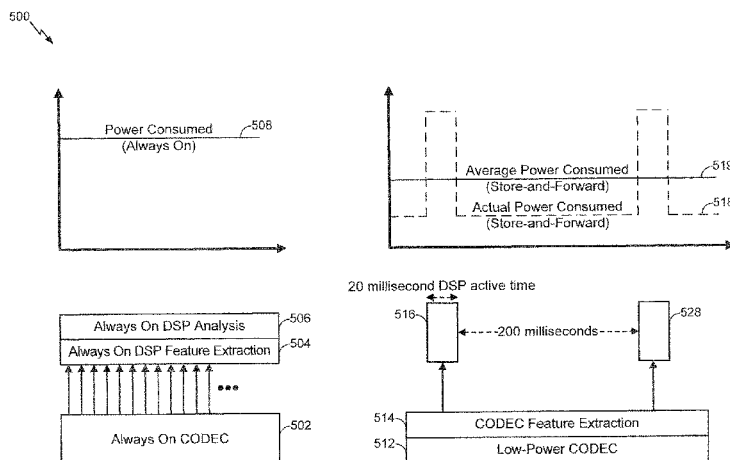 500
Power Consumed
508
(Always On)
Average Power Consumed
519
(Store-and-Forward)
Actual Power Consumed
518
(Store-and-Forward)
20 millisecond DSP active time
516
200 milliseconds
528
Always On DSP Analysis
506
Always On DSP Feature Extraction
504
Always On CODEC
502
514
CODEC Feature Extraction
512
Low-Power CODEC